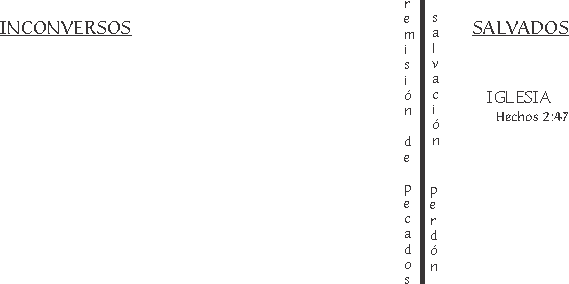 INCONVERSOS
remisión de pecados
salvación perdón
SALVADOS
IGLESIA
Hechos 2:47